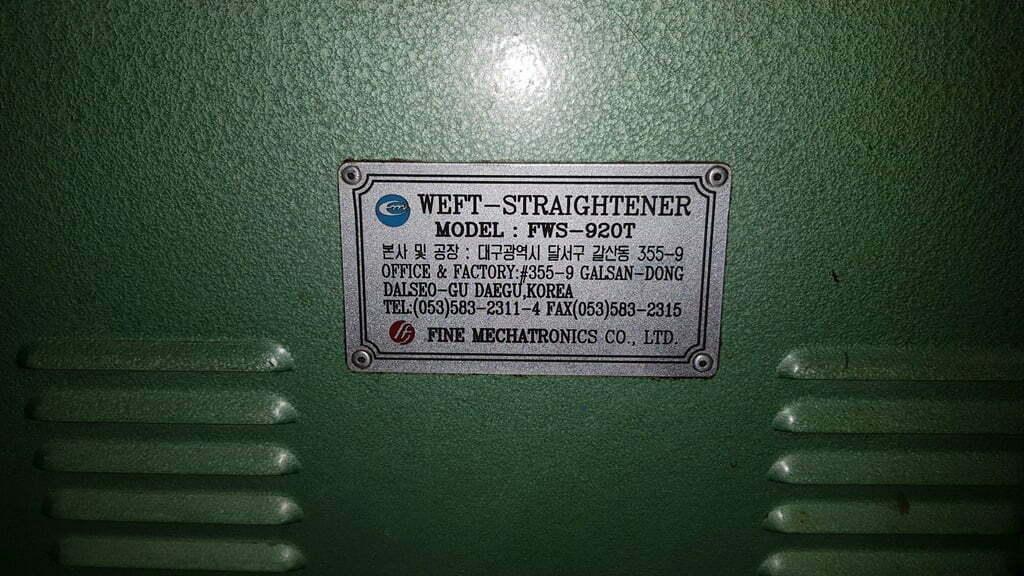 WEFT-STRAIGHTENER
MODEL : FWS-920T
본사 및 공장 : 대구광역시 달서구 갈산동 355-9
OFFICE & FACTORY:#355-9 GALSAN-DONG
DALSEO-GU DAEGU,KOREA
TEL:(053)583-2311-4 FAX(053)583-2315
FINE MECHATRONICS CO., LTD.